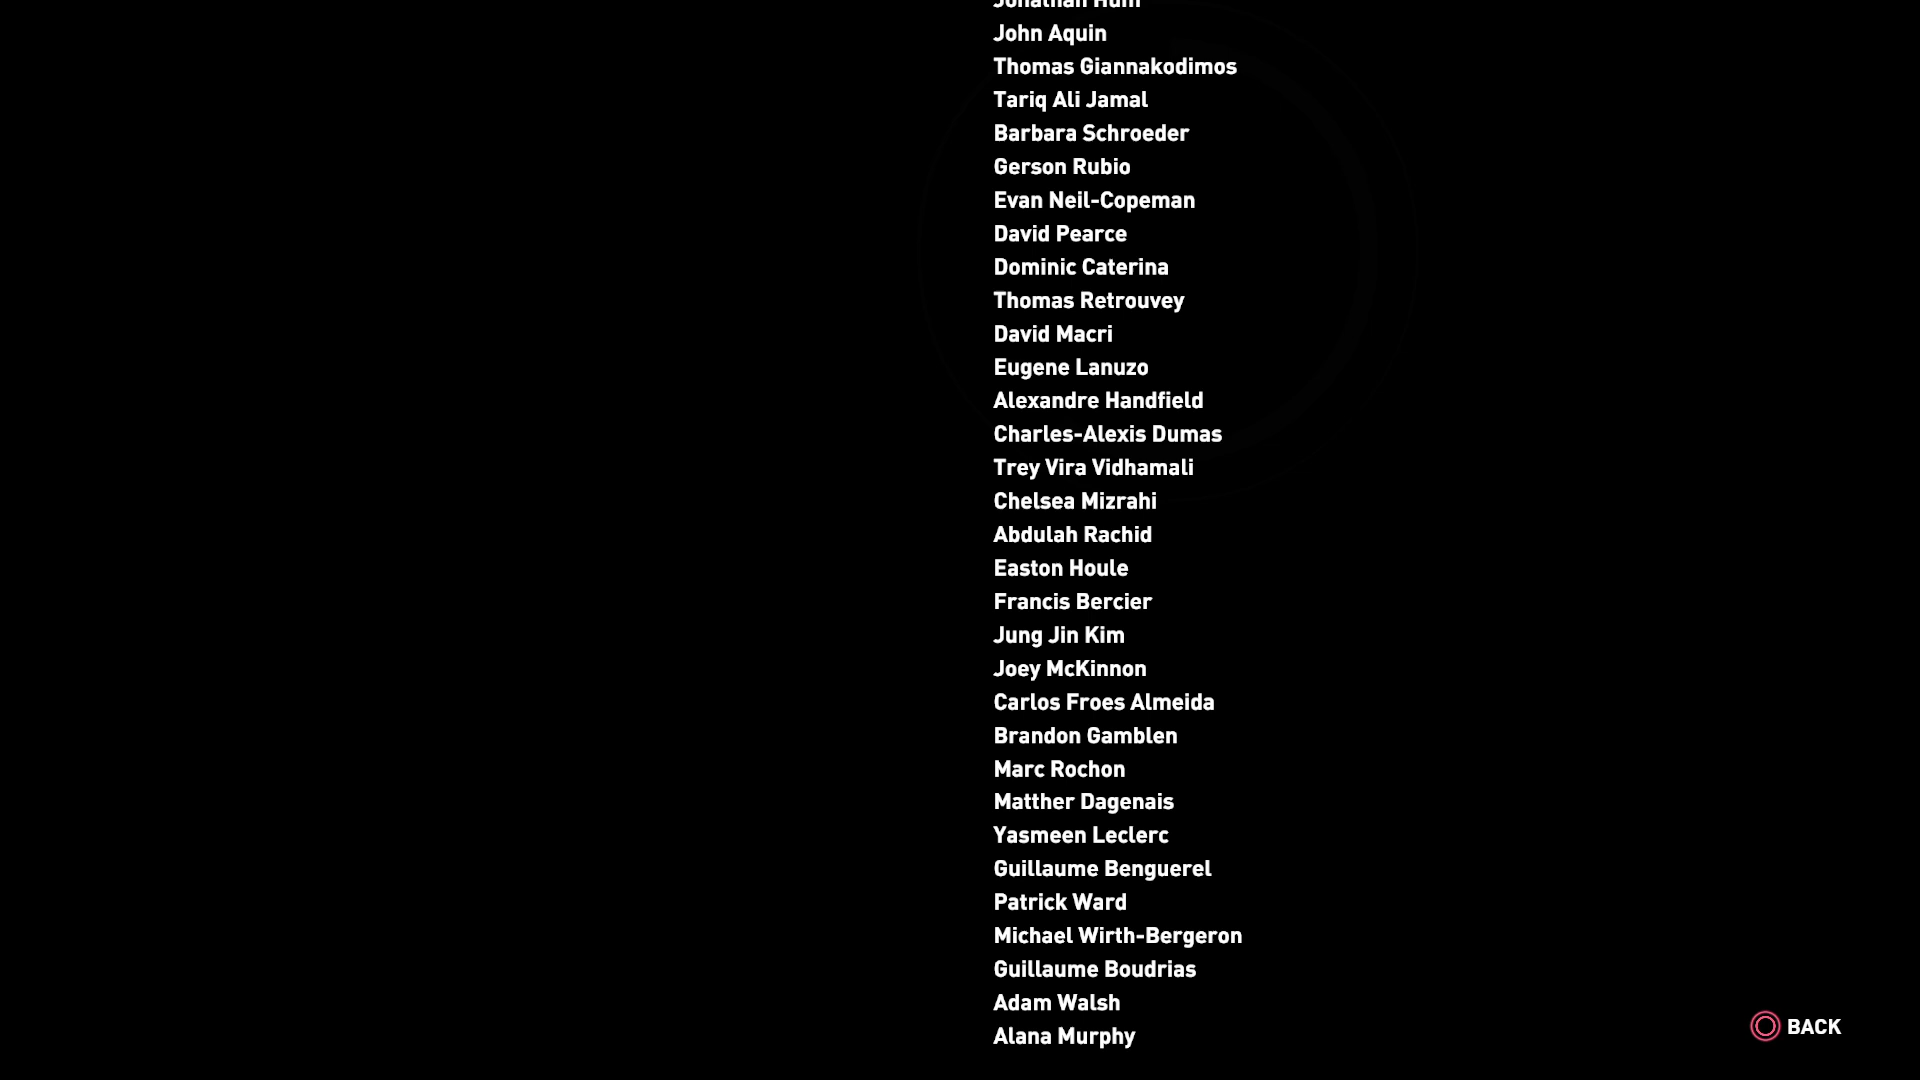 Jonathan Hum
John Aquin
Thomas Giannakodimos
Tariq Ali Jamal
Barbara Schroeder
Gerson Rubio
Evan Neil-Copeman
David Pearce
Dominic Caterina
Thomas Retrouvey
David Macri
Eugene Lanuzo
Alexandre Handfield
Charles-Alexis Dumas
Trey Vira Vidhamali
Chelsea Mizrahi
Abdulah Rachid
Easton Houle
Francis Bercier
Jung Jin Kim
Joey McKinnon
Carlos Froes Almeida
Brandon Gamblen
Marc Rochon
Matther Dagenais
Yasmeen Leclerc
Guillaume Benguerel
Patrick Ward
Michael Wirth-Bergeron
Guillaume Boudrias
Adam Walsh
Alana Murphy
BACK